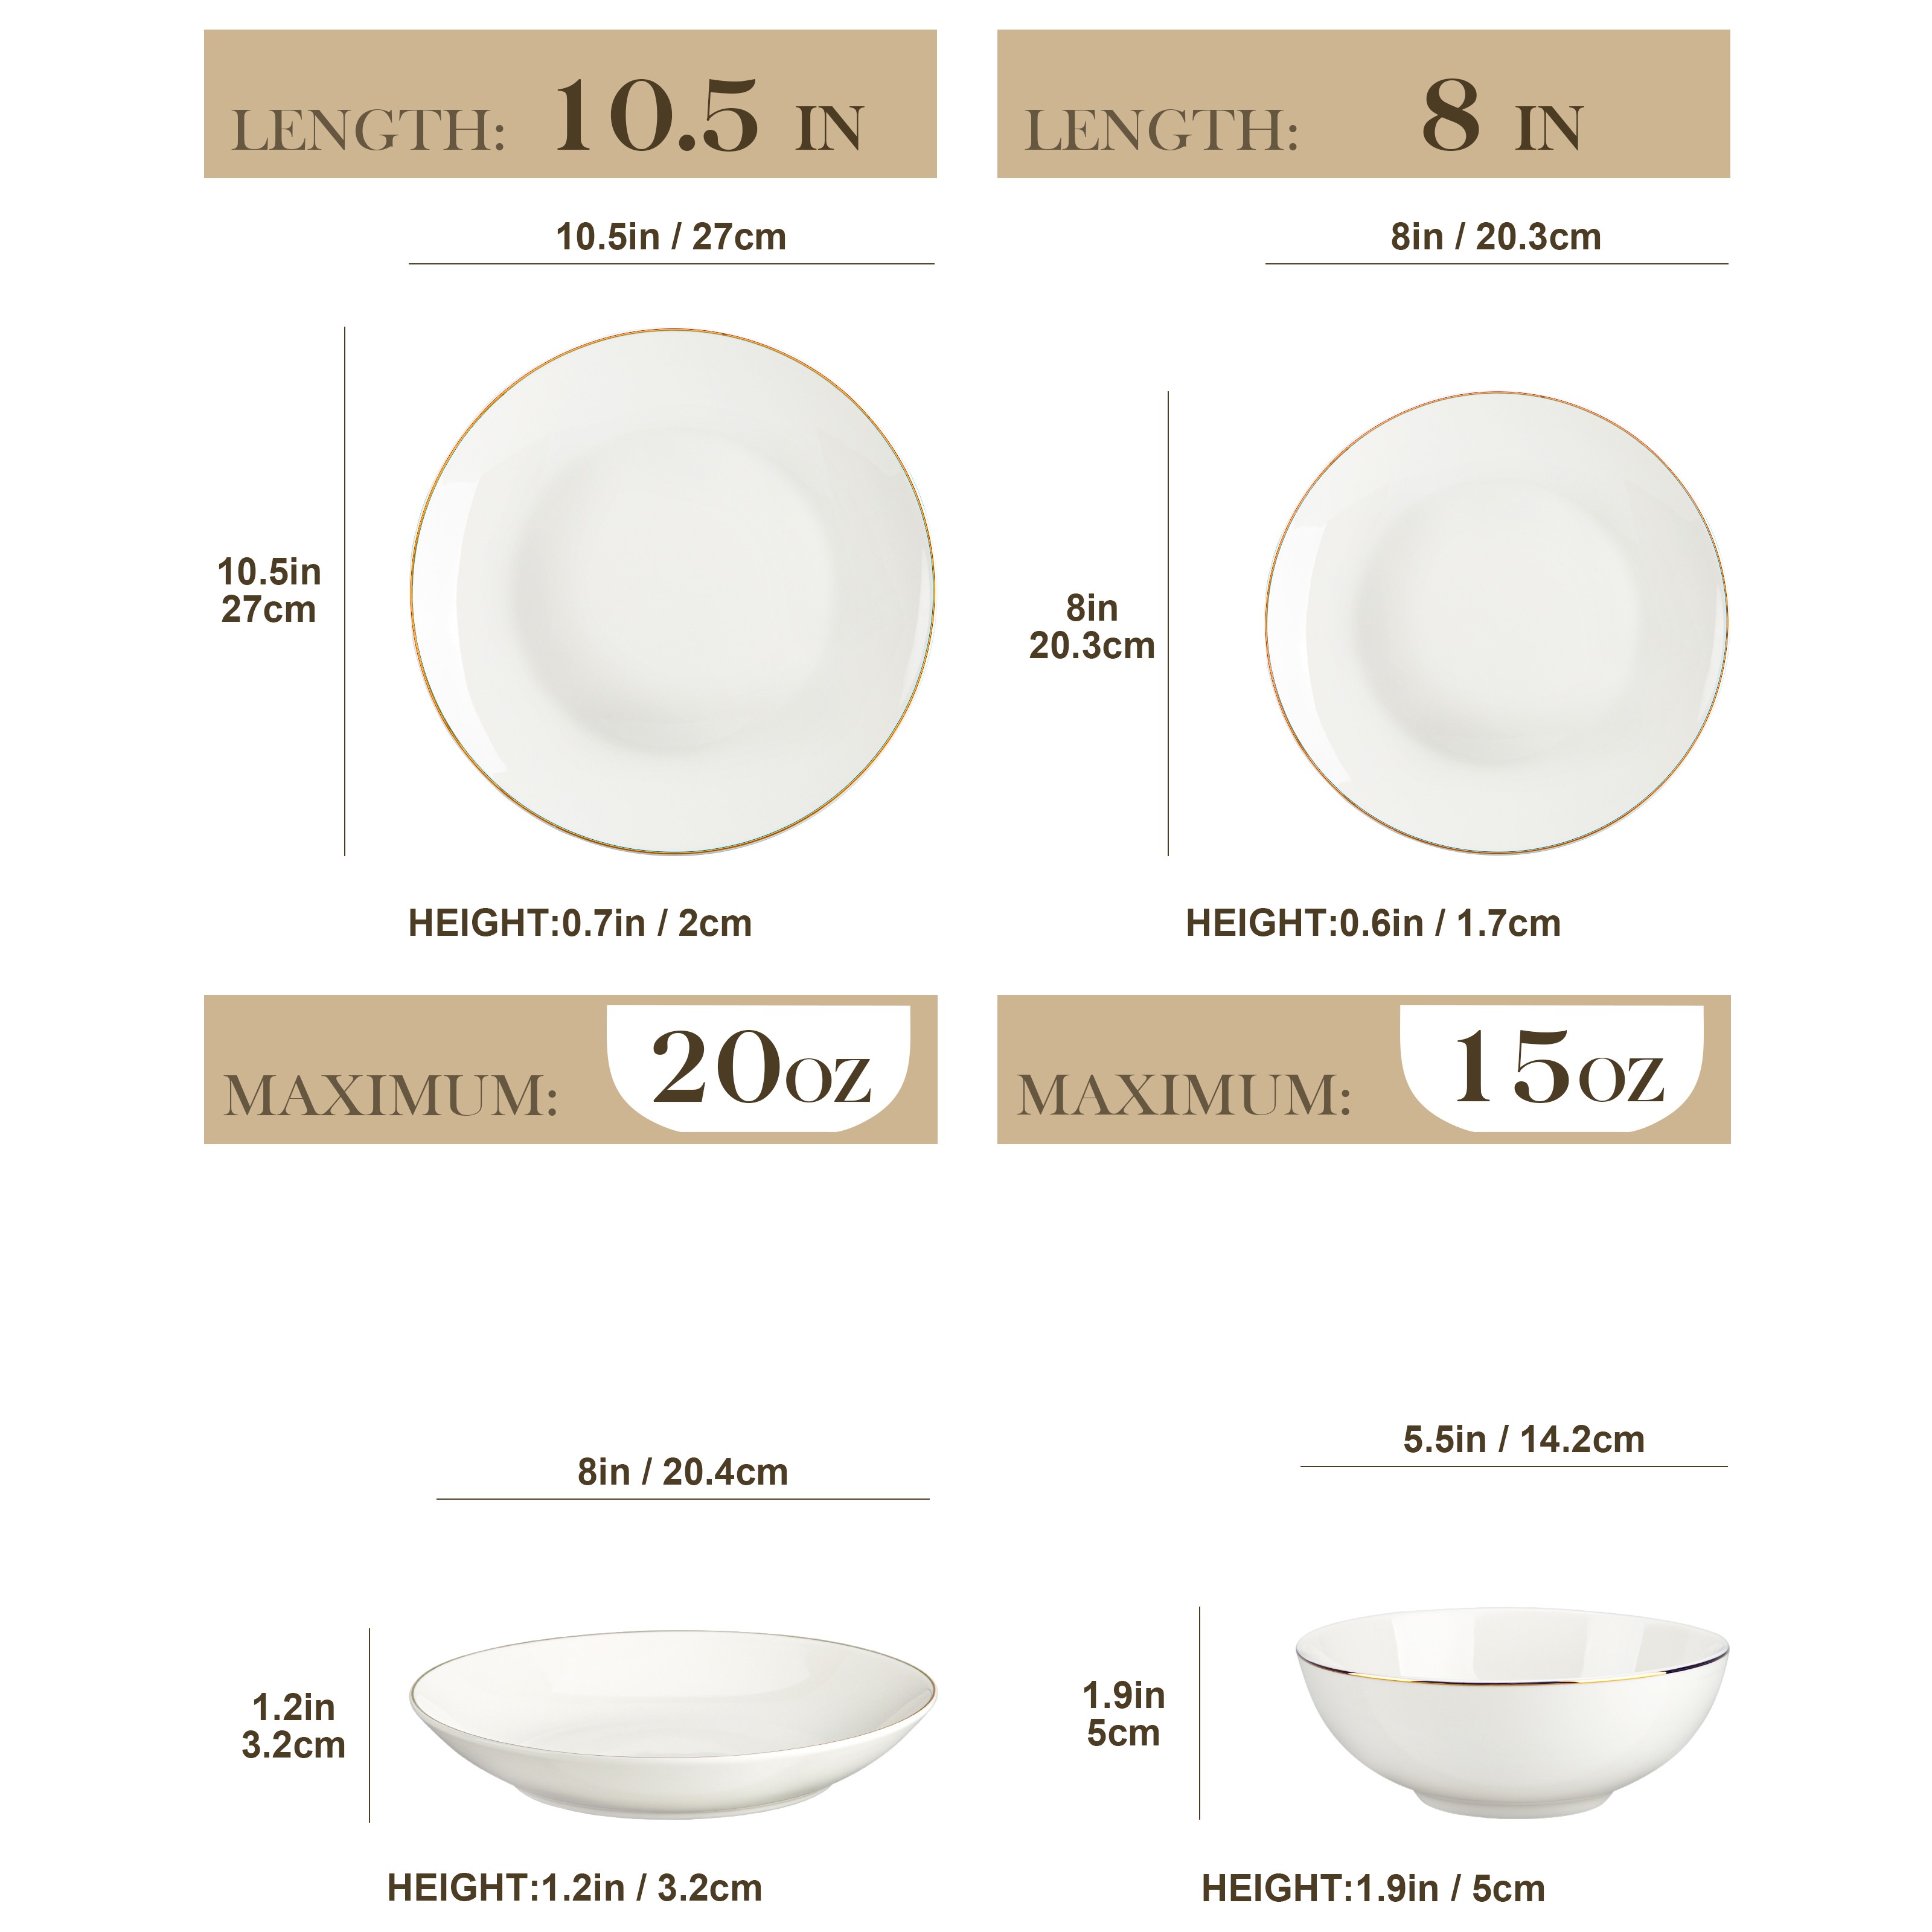 LENGTH: 10.5 IN
10.5in / 27cm
10.5in
27cm
HEIGHT:0.7in / 2cm
LENGTH: 8 IN
8in / 20.3cm
8in
20.3cm
HEIGHT:0.6in / 1.7cm
MAXIMUM: 20OZ
8in / 20.4cm
1.2in
3.2cm
HEIGHT:1.2in / 3.2cm
MAXIMUM: 15OZ
5.5in / 14.2cm
1.9in
5cm
HEIGHT:1.9in / 5cm